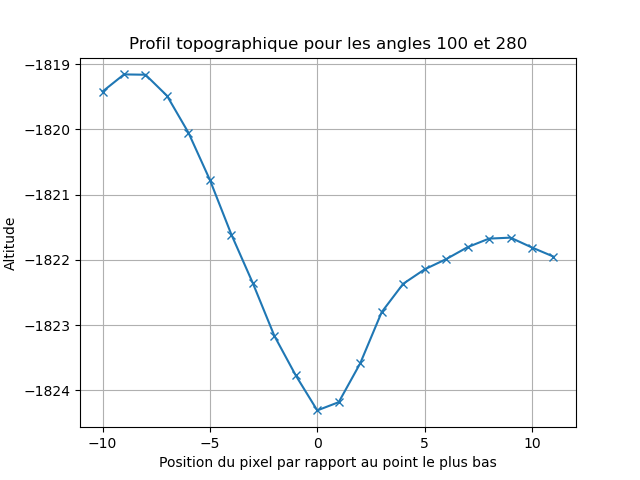 Profil topographique pour les angles 100 et 280
−1819
−1820
−1821
−1822
−1823
−1824
Altitude
−10 −5 0 5 10
Position du pixel par rapport au point le plus bas